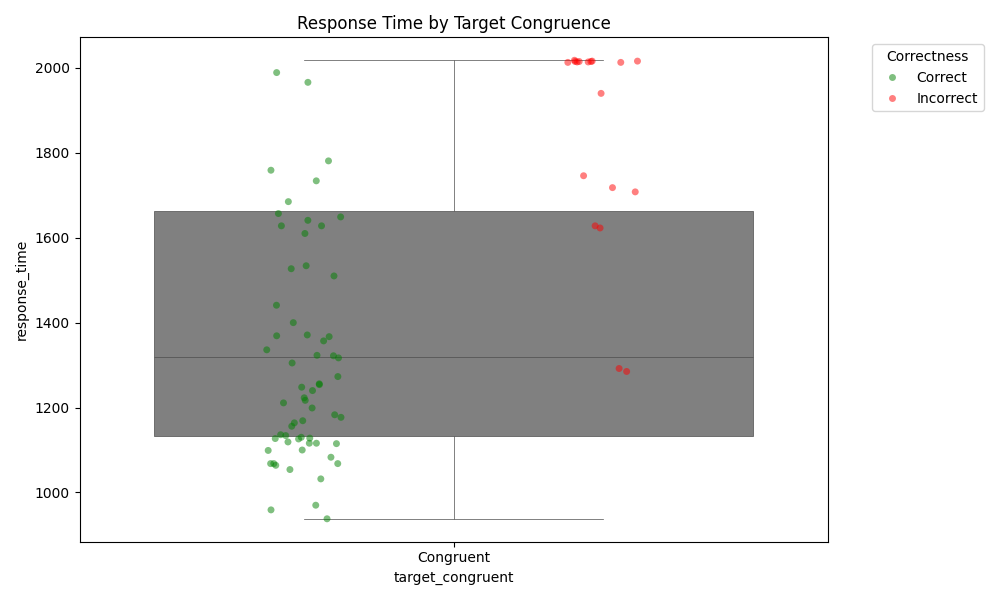 Response Time by Target Congruence
Correctness
Correct
Incorrect
response_time
2000
1800
1600
1400
1200
1000
Congruent
target_congruent